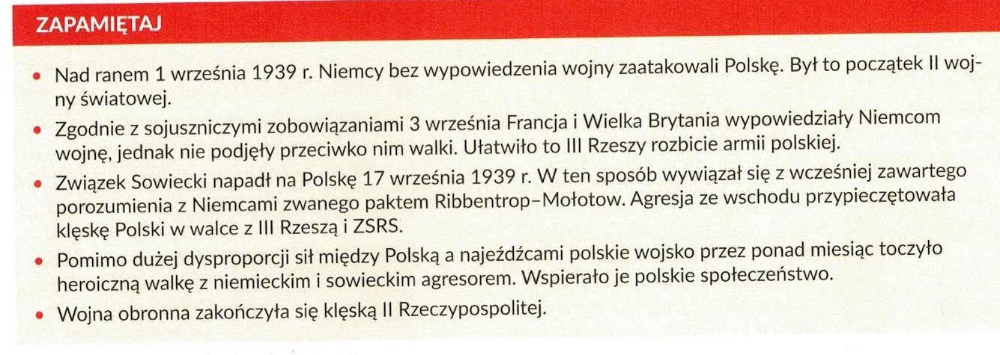 ZAPAMIĘTAJ
• Nad ranem 1 września 1939 r. Niemcy bez wypowiedzenia wojny zaatakowali Polskę. Był to początek II woj-
ny światowej.
• Zgodnie z sojuszniczymi zobowiązaniami 3 września Francja i Wielka Brytania wypowiedziały Niemcom
wojnę, jednak nie podjęły przeciwko nim walki. Ułatwiło to III Rzeszy rozbicie armii polskiej.
• Związek Sowiecki napadł na Polskę 17 września 1939 r. W ten sposób wywiązał się z wcześniej zawartego
porozumienia z Niemcami zwanego paktem Ribbentrop–Mołotow. Agresja ze wschodu przypieczętowała
klęskę Polski w walce z III Rzeszą i ZSRS.
• Pomimo dużej dysproporcji sił między Polską a najeźdźcami polskie wojsko przez ponad miesiąc toczyło
heroiczną walkę z niemieckim i sowieckim agresorem. Wspierało je polskie społeczeństwo.
• Wojna obronna zakończyła się klęską II Rzeczypospolitej.